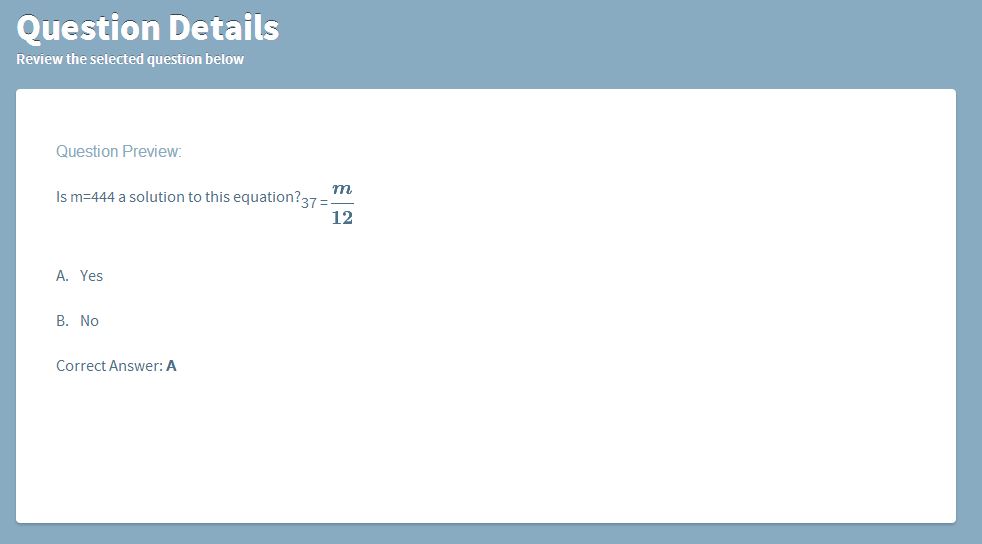 Question Details
Review the selected question below
Question Preview:
Is m=444 a solution to this equation? 37 = m/12
A. Yes
B. No
Correct Answer: A